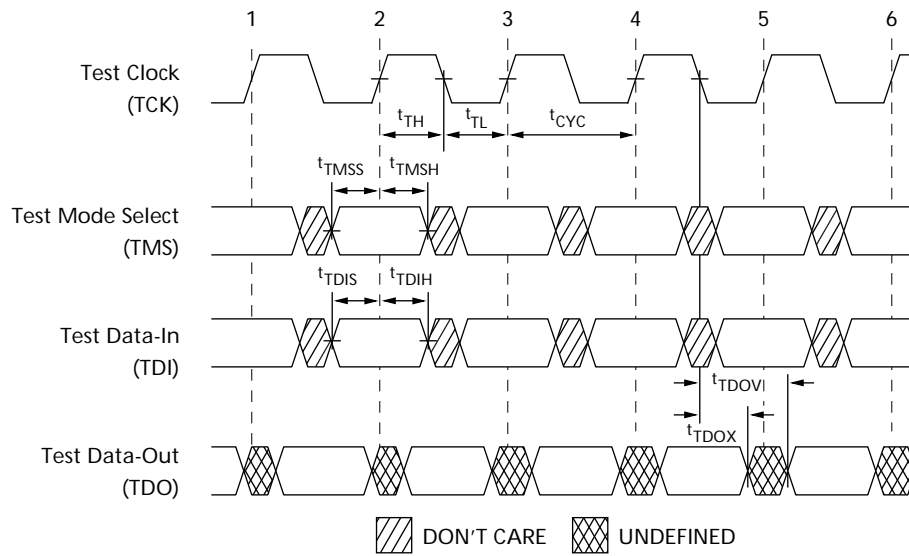 1 2 3 4 5 6
Test Clock
(TCK)
tTH tTL tCYC
tTMSS tTMSH
Test Mode Select
(TMS)
tTDIS tTDIH
Test Data-In
(TDI)
tTDOV
tTDOX
Test Data-Out
(TDO)
DON'T CARE UNDEFINED